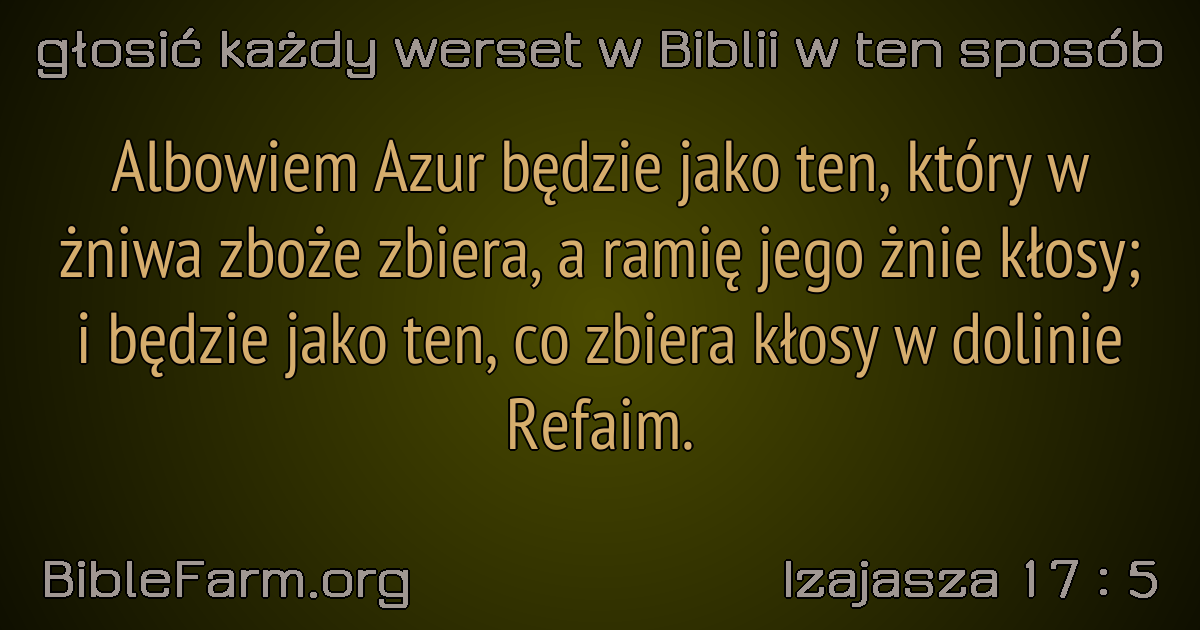 głosić każdy werset w Biblii w ten sposób
Albowiem Azur będzie jako ten, który w
żniwa zboże zbiera, a ramię jego żnie kłosy;
i będzie jako ten, co zbiera kłosy w dolinie
Refaim.
BibleFarm.org
Izajasza 17 : 5